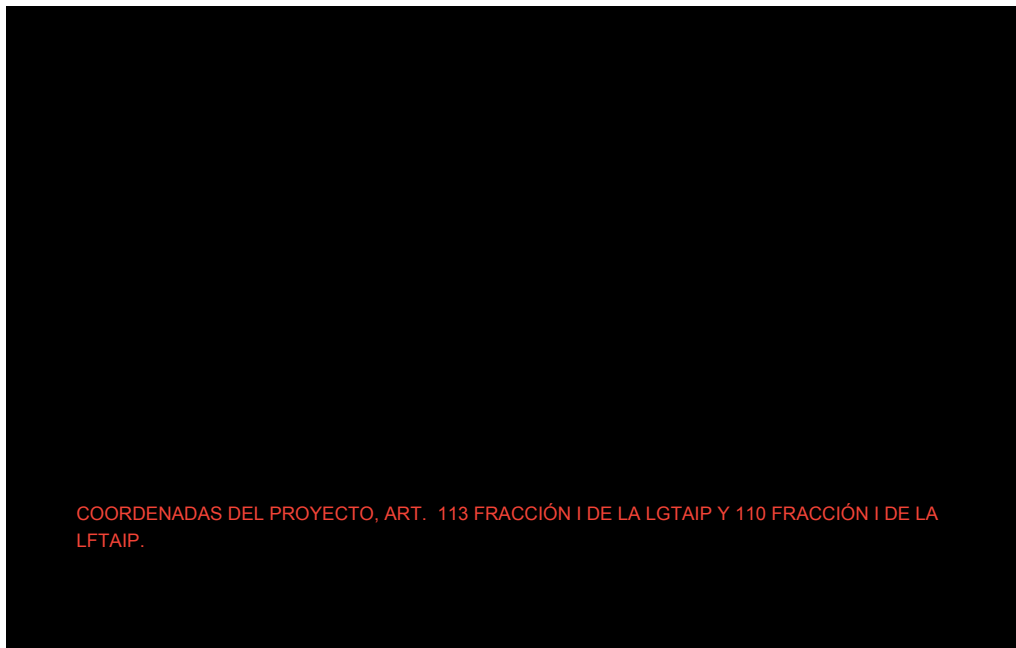 COORDENADAS DEL PROYECTO, ART. 113 FRACCIÓN I DE LA LGTAIP Y 110 FRACCIÓN I DE LA
LFTAIP.